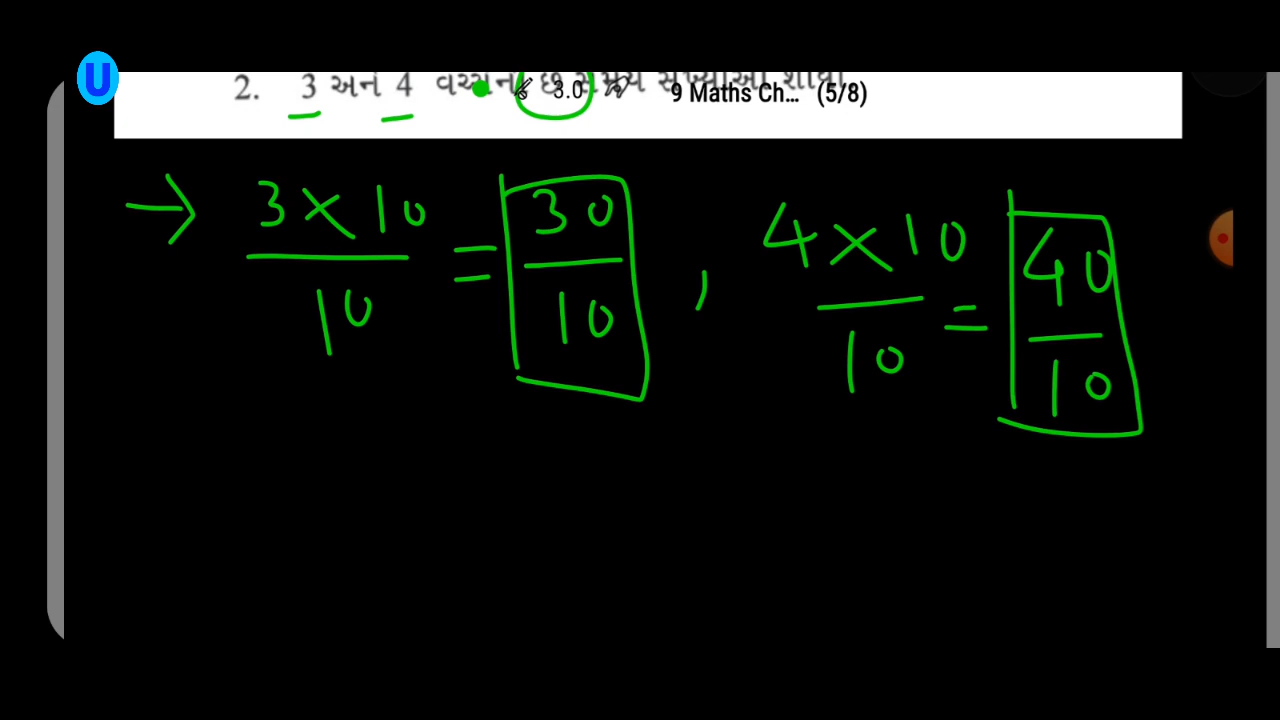 U
2. 3 અને 4 વચ્ચેની છ સંમેય સંખ્યાઓ શોધો
3.0 9 Maths Ch... (5/8)
→ 3 × 10 / 10 = 30 / 10 , 4 × 10 / 10 = 40 / 10